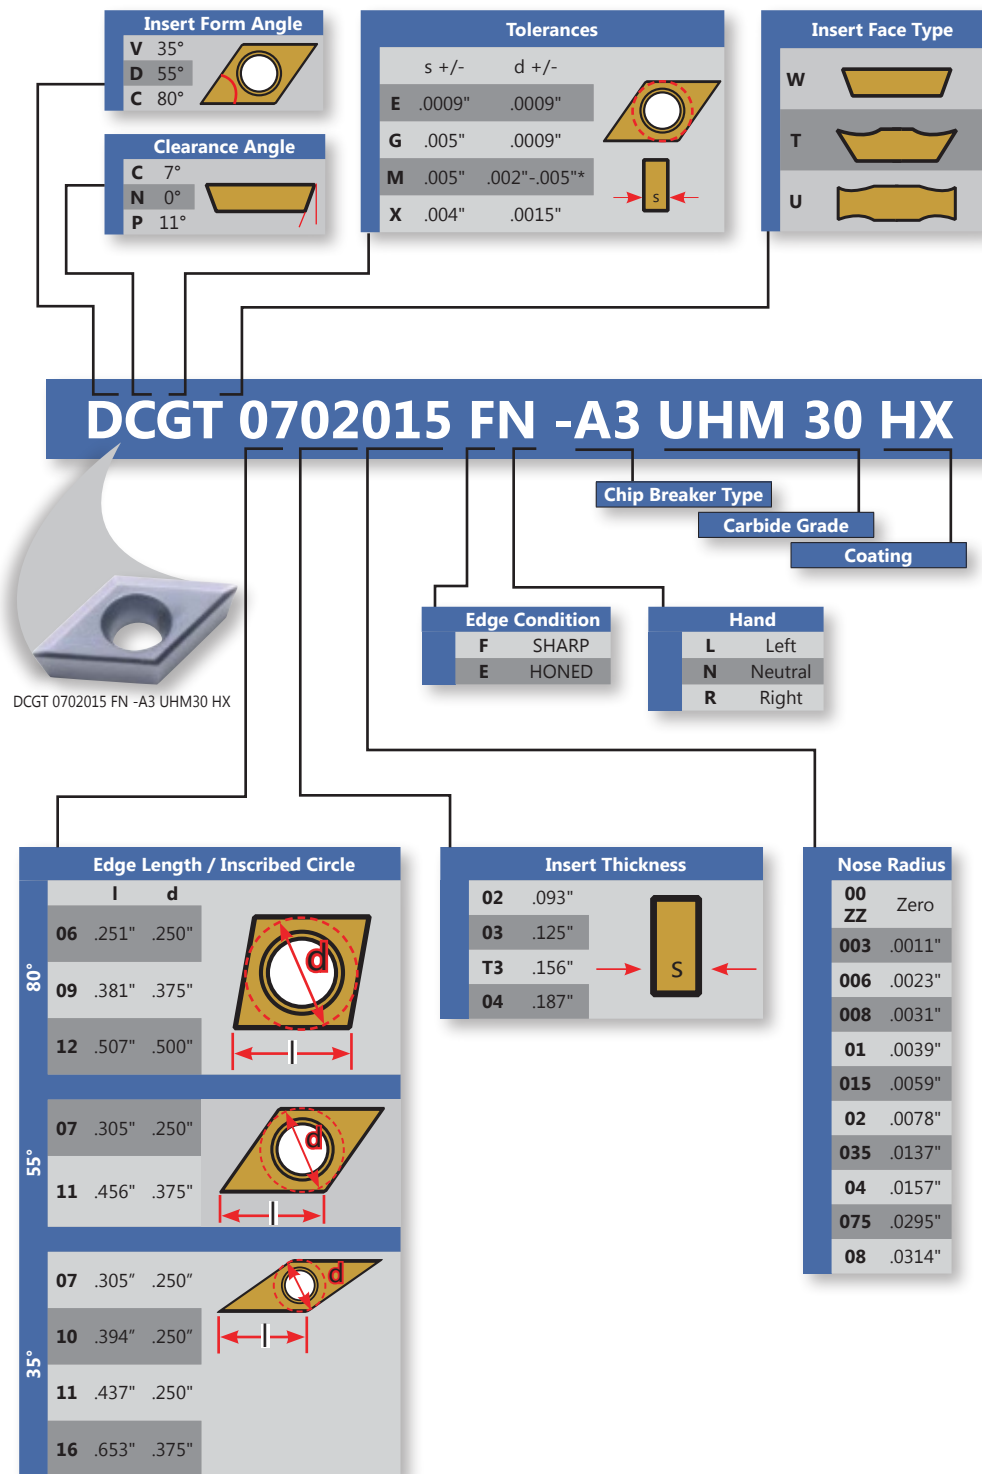 Insert Form Angle
V 35°
D 55°
C 80°
Clearance Angle
C 7°
N 0°
P 11°
Tolerances
s +/- d +/-
E .0009" .0009"
G .005" .0009"
M .005" .002"-.005"*
X .004" .0015"
s
Insert Face Type
W
T
U
DCGT 0702015 FN -A3 UHM 30 HX
Chip Breaker Type
Carbide Grade
Coating
DCGT 0702015 FN -A3 UHM30 HX
Edge Condition
F SHARP
E HONED
Hand
L Left
N Neutral
R Right
Edge Length / Inscribed Circle
l d
80°
06 .251" .250"
09 .381" .375"
12 .507" .500"
d
l
55°
07 .305" .250"
11 .456" .375"
d
l
35°
07 .305" .250"
10 .394" .250"
11 .437" .250"
16 .653" .375"
d
l
Insert Thickness
02 .093"
03 .125"
T3 .156"
04 .187"
S
Nose Radius
00
ZZ Zero
003 .0011"
006 .0023"
008 .0031"
01 .0039"
015 .0059"
02 .0078"
035 .0137"
04 .0157"
075 .0295"
08 .0314"